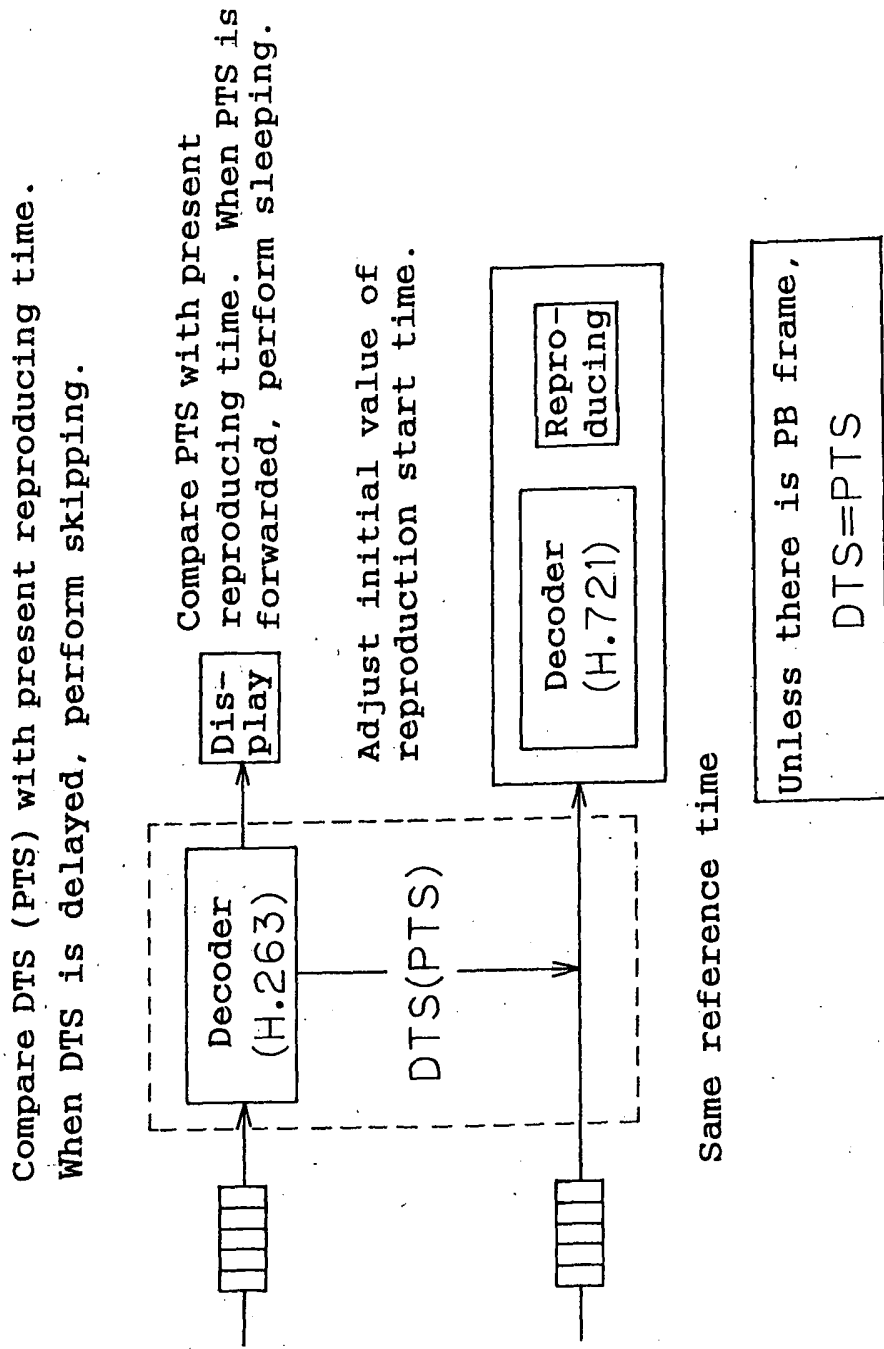 Compare DTS (PTS) with present reproducing time.
When DTS is delayed, perform skipping.
Compare PTS with present
reproducing time. When PTS is
forwarded, perform sleeping.
Decoder
(H.263)
Dis-
play
DTS(PTS)
Adjust initial value of
reproduction start time.
Decoder
(H.721)
Repro-
ducing
Same reference time
Unless there is PB frame,
DTS=PTS